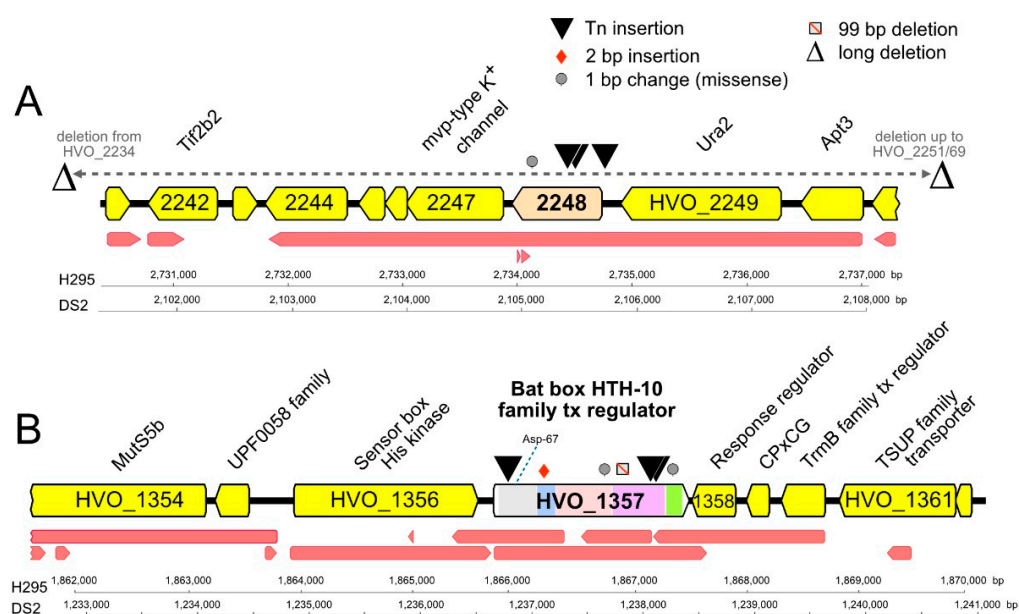 Tn insertion
2 bp insertion
1 bp change (missense)
99 bp deletion
long deletion
A
deletion from
HVO_2234
Tif2b2
mvp-type K+
channel
Ura2
Apt3
deletion up to
HVO_2251/69
2242
2244
2247
2248
HVO_2249
H295
2,731,000
2,732,000
2,733,000
2,734,000
2,735,000
2,736,000
2,737,000 bp
DS2
2,102,000
2,103,000
2,104,000
2,105,000
2,106,000
2,107,000
2,108,000 bp
B
MutS5b
UPF0058 family
Sensor box
His kinase
Bat box HTH-10
family tx regulator
Asp-67
Response regulator
CPxCG
TrmB family tx regulator
TSUP family
transporter
HVO_1354
HVO_1356
HVO_1357
1358
HVO_1361
H295
1,862,000
1,863,000
1,864,000
1,865,000
1,866,000
1,867,000
1,868,000
1,869,000
1,870,000 bp
DS2
1,233,000
1,234,000
1,235,000
1,236,000
1,237,000
1,238,000
1,239,000
1,240,000
1,241,000 bp